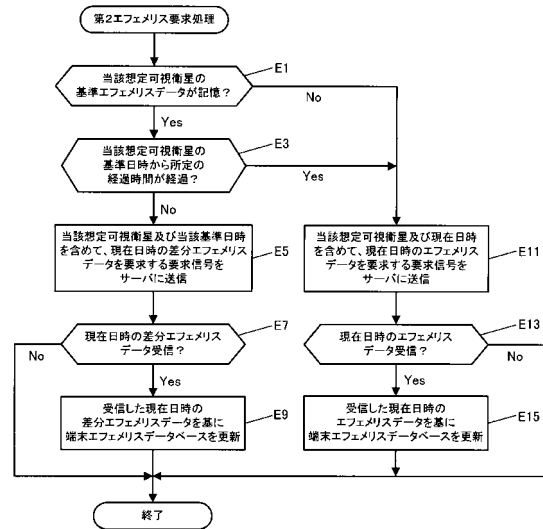 第2エフェメリス要求処理
E1
当該想定可視衛星の
基準エフェメリスデータが記憶?
No
Yes
E3
当該想定可視衛星の
基準日時から所定の
経過時間が経過?
Yes
No
当該想定可視衛星及び当該基準日時
を含めて、現在日時の差分エフェメリス
データを要求する要求信号を
サーバに送信
E5
当該想定可視衛星及び現在日時
を含めて、現在日時のエフェメリス
データを要求する要求信号を
サーバに送信
E11
E7
現在日時の差分エフェメリス
データ受信?
No
Yes
E13
現在日時のエフェメリス
データ受信?
No
Yes
受信した現在日時の
差分エフェメリスデータを基に
端末エフェメリスデータベースを更新
E9
受信した現在日時の
エフェメリスデータを基に
端末エフェメリスデータベースを更新
E15
終了